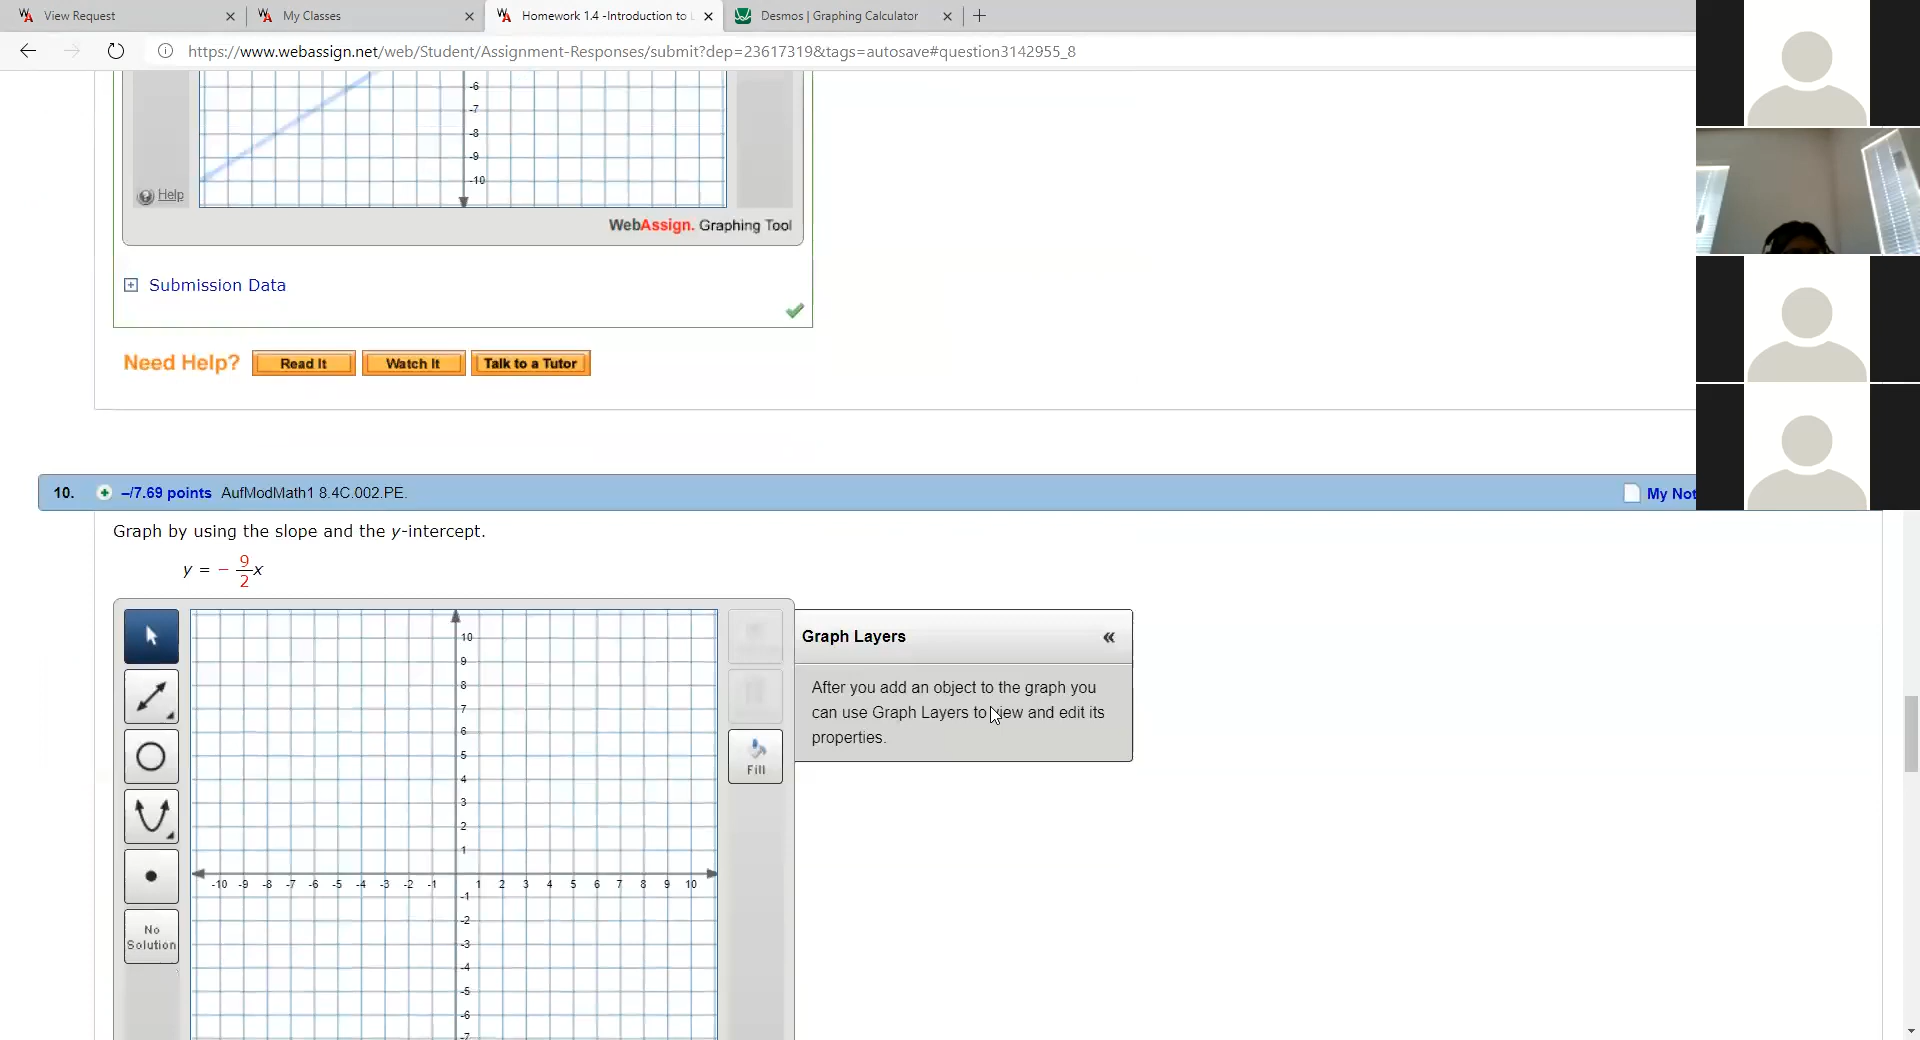 View Request
My Classes
Homework 1.4 -Introduction to L
Desmos | Graphing Calculator
https://www.webassign.net/web/Student/Assignment-Responses/submit?dep=23617319&tags=autosave#question3142955_8
-6
-7
-8
-9
-10
Help
WebAssign. Graphing Tool
Submission Data
Need Help? Read It Watch It Talk to a Tutor
10. –/7.69 points AufModMath1 8.4C.002.PE. My Not
Graph by using the slope and the y-intercept.
y = - 9/2 x
Graph Layers «
After you add an object to the graph you
can use Graph Layers to view and edit its
properties.
Fill
No
Solution
10
9
8
7
6
5
4
3
2
1
-10 -9 -8 -7 -6 -5 -4 -3 -2 -1 1 2 3 4 5 6 7 8 9 10
-1
-2
-3
-4
-5
-6
-7